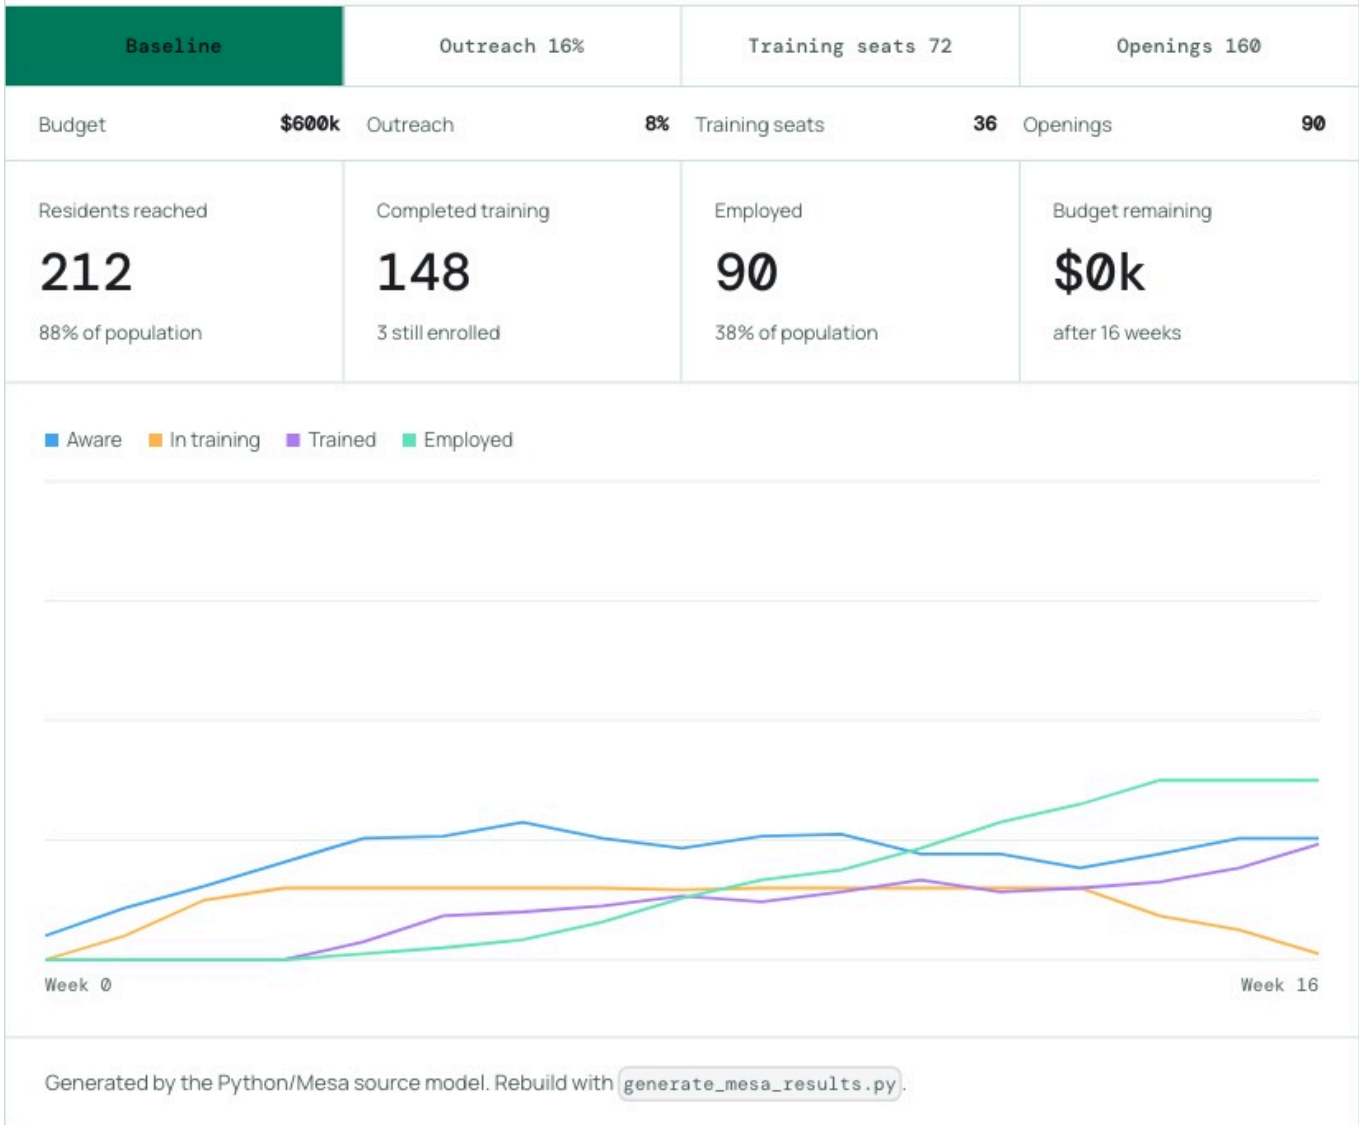 Baseline Outreach 16% Training seats 72 Openings 160
Budget $600k Outreach 8% Training seats 36 Openings 90
Residents reached Completed training Employed Budget remaining
212 148 90 $0k
88% of population 3 still enrolled 38% of population after 16 weeks
Aware In training Trained Employed
Week 0 Week 16
Generated by the Python/Mesa source model. Rebuild with generate_mesa_results.py.